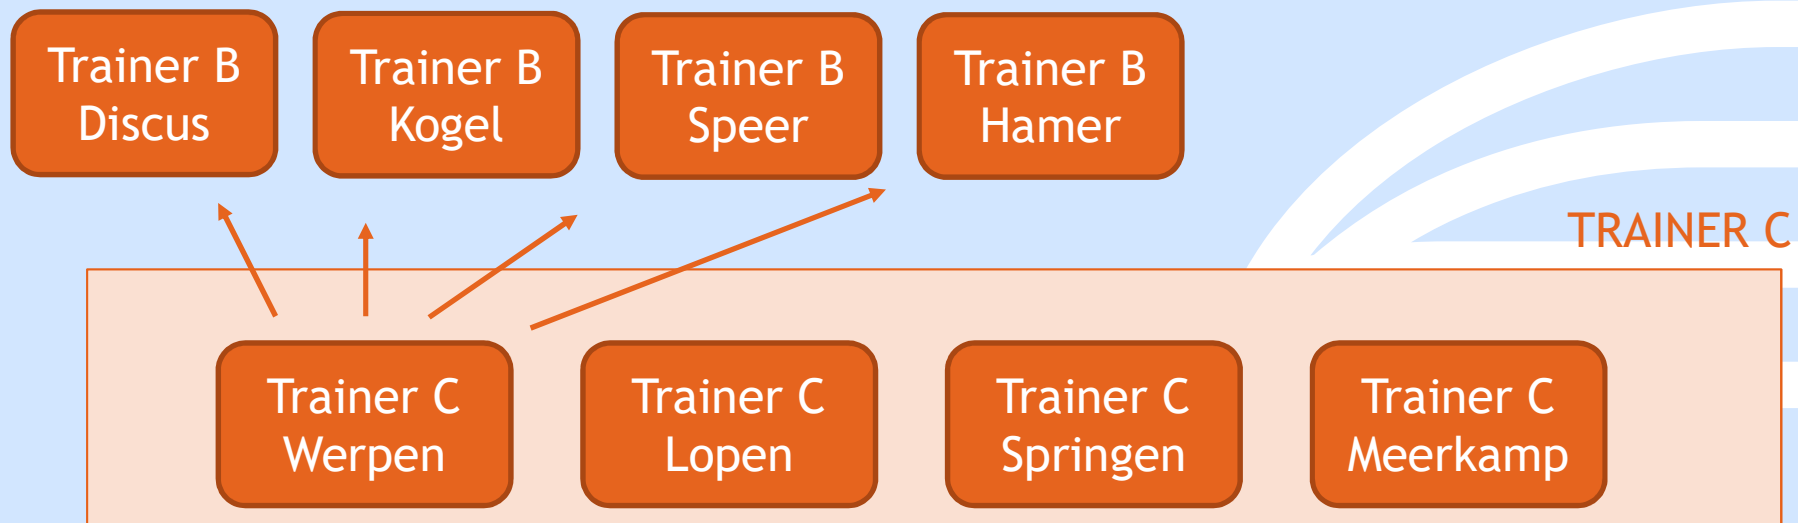 Trainer B
Discus
Trainer B
Kogel
Trainer B
Speer
Trainer B
Hamer
TRAINER C
Trainer C
Werpen
Trainer C
Lopen
Trainer C
Springen
Trainer C
Meerkamp